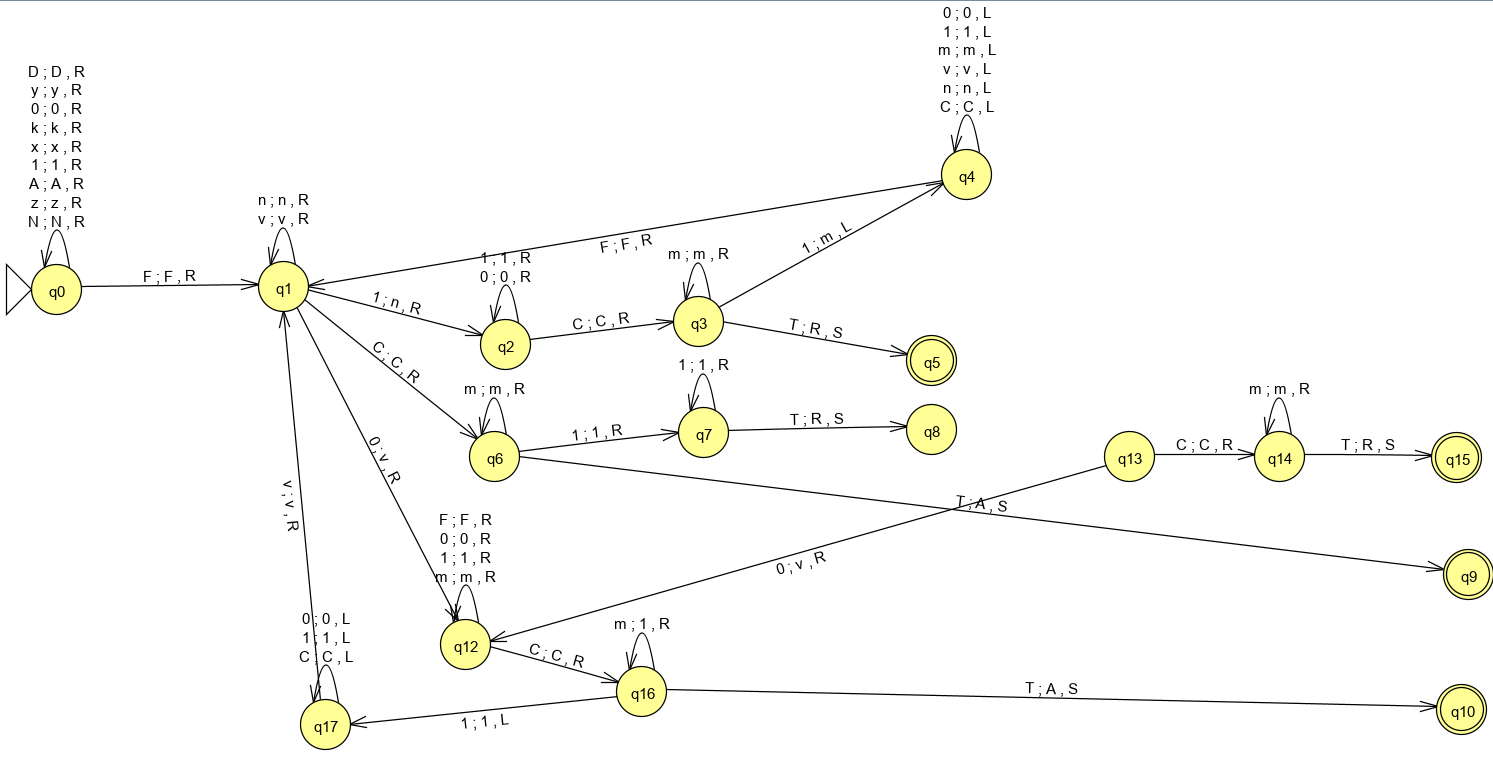 0 ; 0 , L
1 ; 1 , L
m ; m , L
v ; v , L
n ; n , L
C ; C , L
q4
D ; D , R
y ; y , R
0 ; 0 , R
k ; k , R
x ; x , R
1 ; 1 , R
A ; A , R
z ; z , R
N ; N , R
q0
F ; F , R
n ; n , R
v ; v , R
q1
F ; F , R
1 ; m , L
1 ; 1 , R
0 ; 0 , R
q2
1 ; n , R
C ; C , R
m ; m , R
q3
T ; R , S
q5
C ; C , R
m ; m , R
q6
1 ; 1 , R
1 ; 1 , R
q7
T ; R , S
q8
q13
C ; C , R
m ; m , R
q14
T ; R , S
q15
0 ; v , R
T ; A , S
q9
v ; v , R
F ; F , R
0 ; 0 , R
1 ; 1 , R
m ; m , R
q12
0 ; v , R
0 ; 0 , L
1 ; 1 , L
C ; C , L
q17
C ; C , R
m ; 1 , R
q16
1 ; 1 , L
T ; A , S
q10